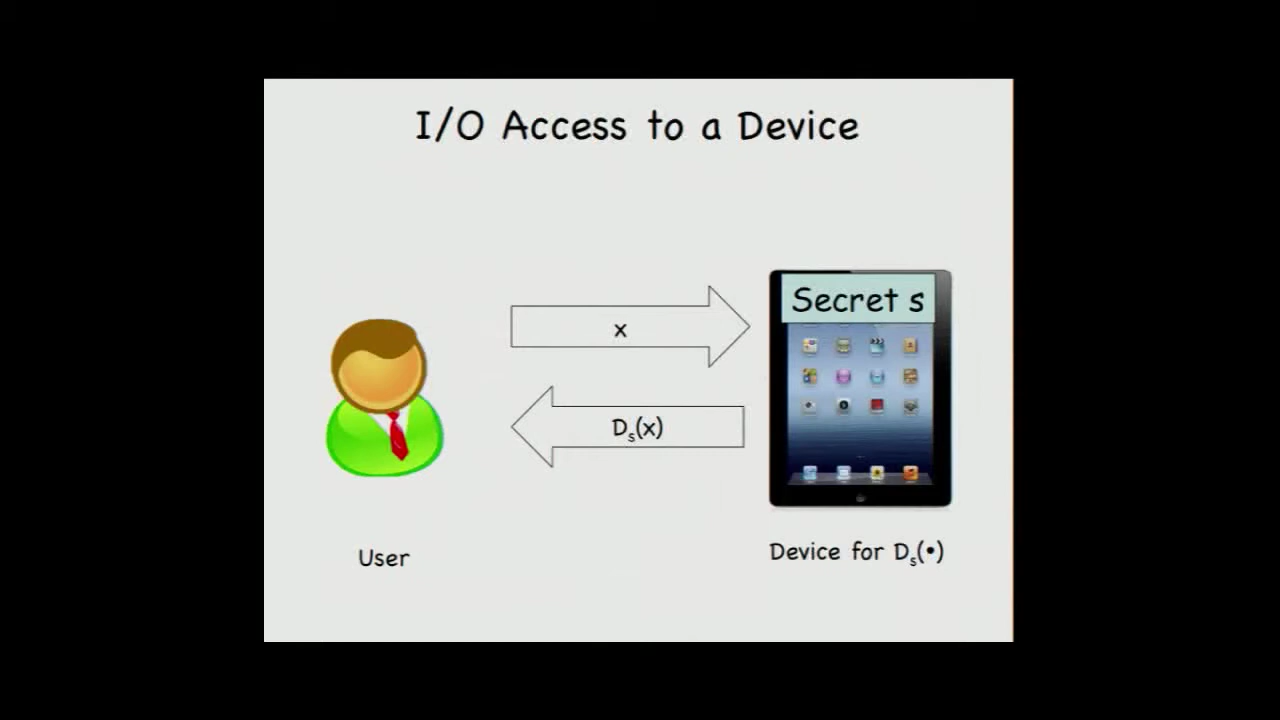 I/O Access to a Device
Secret s
x
Dₛ(x)
User
Device for Dₛ(•)